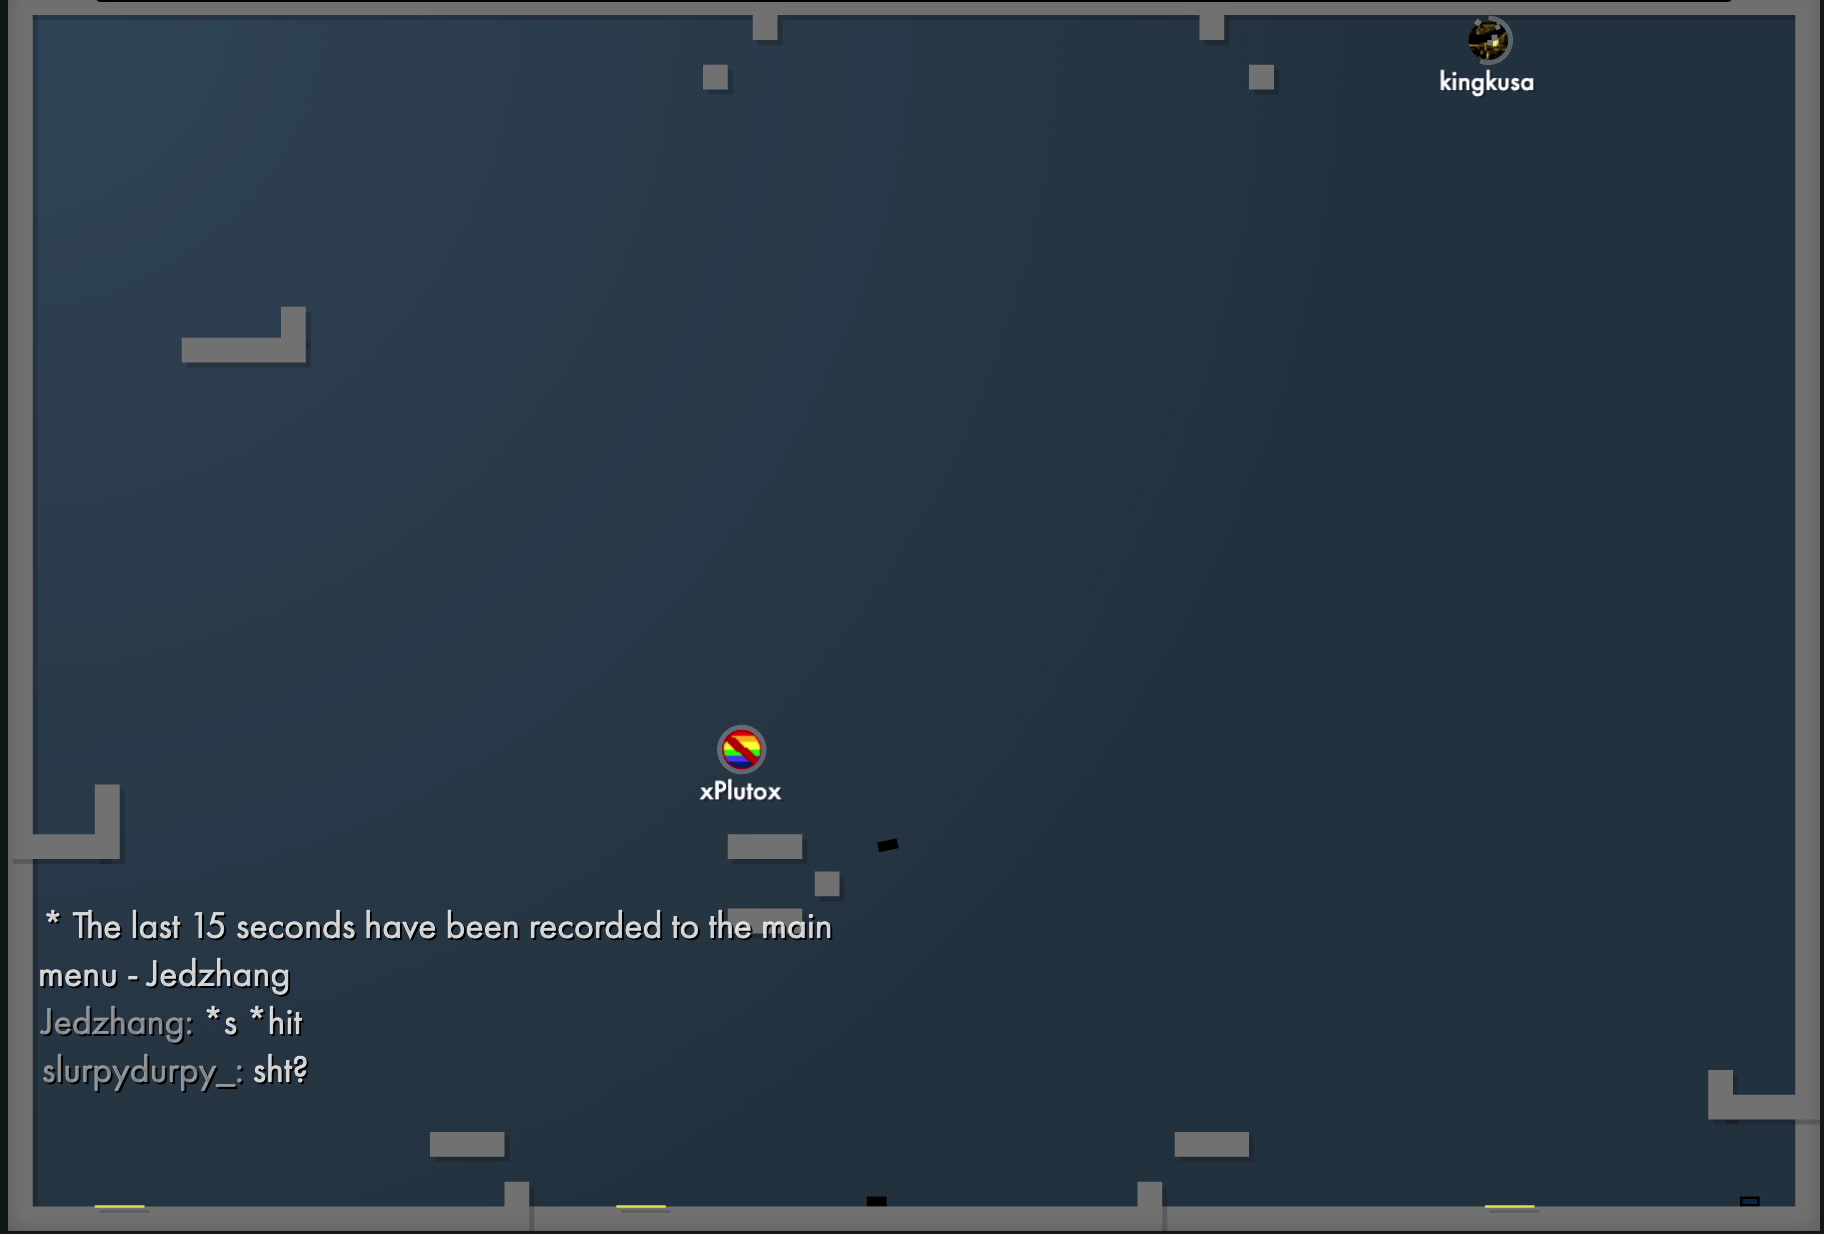 kingkusa
xPlutox
* The last 15 seconds have been recorded to the main
menu - Jedzhang
Jedzhang: *s *hit
slurpydurpy_: sht?